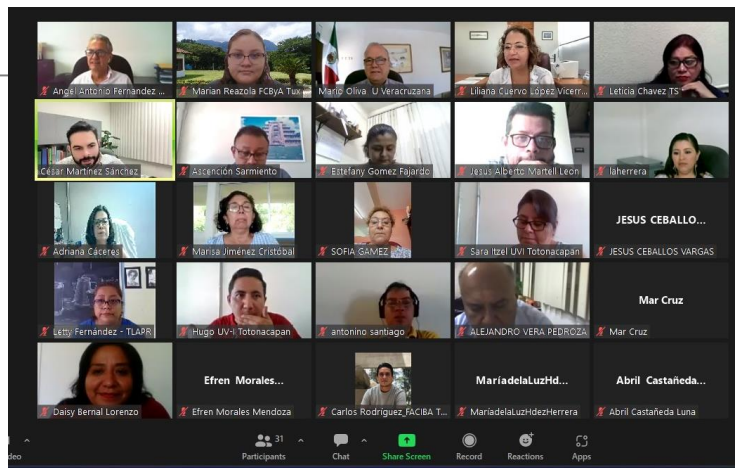 Angel Antonio Fernandez ...
Marian Reazola FCByA Tux
Mario Oliva U Veracruzana
Liliana Cuervo López Vicerr...
Leticia Chavez TS
César Martínez Sánchez
Ascención Sarmiento
Estefany Gomez Fajardo
Jesus Alberto Martell Leon
laherrera
JESUS CEBALLO...
Adriana Cáceres
Marisa Jiménez Cristóbal
SOFIA GAMEZ
Sara Itzel UVI Totonacapan
JESUS CEBALLOS VARGAS
Mar Cruz
Letty Fernández - TLAPR
Hugo UV-I Totonacapan
antonino santiago
ALEJANDRO VERA PEDROZA
Mar Cruz
Efren Morales...
MaríadelaLuzHd...
Abril Castañeda...
Daisy Bernal Lorenzo
Efren Morales Mendoza
Carlos Rodríguez_FACIBA T...
MaríadelaLuzHdezHerrera
Abril Castañeda Luna
31
deo
Participants
Chat
Share Screen
Record
Reactions
Apps